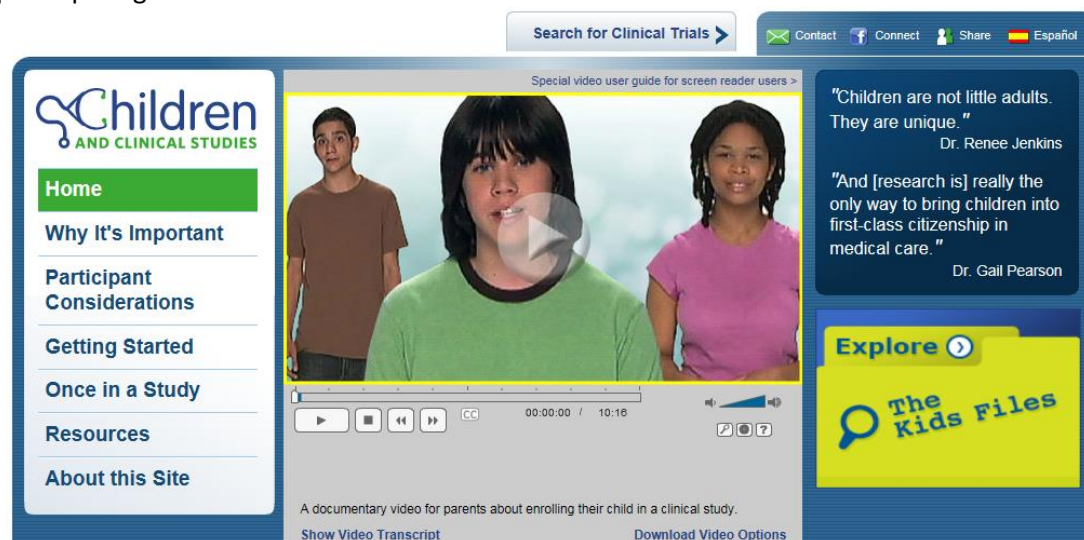 Search for Clinical Trials
Contact
Connect
Share
Español
Children
AND CLINICAL STUDIES
Home
Why It's Important
Participant
Considerations
Getting Started
Once in a Study
Resources
About this Site
Special video user guide for screen reader users >
CC
00:00:00 / 10:16
?
A documentary video for parents about enrolling their child in a clinical study.
Show Video Transcript
Download Video Options
"Children are not little adults.
They are unique."
Dr. Renee Jenkins
"And [research is] really the
only way to bring children into
first-class citizenship in
medical care."
Dr. Gail Pearson
Explore
The
Kids Files